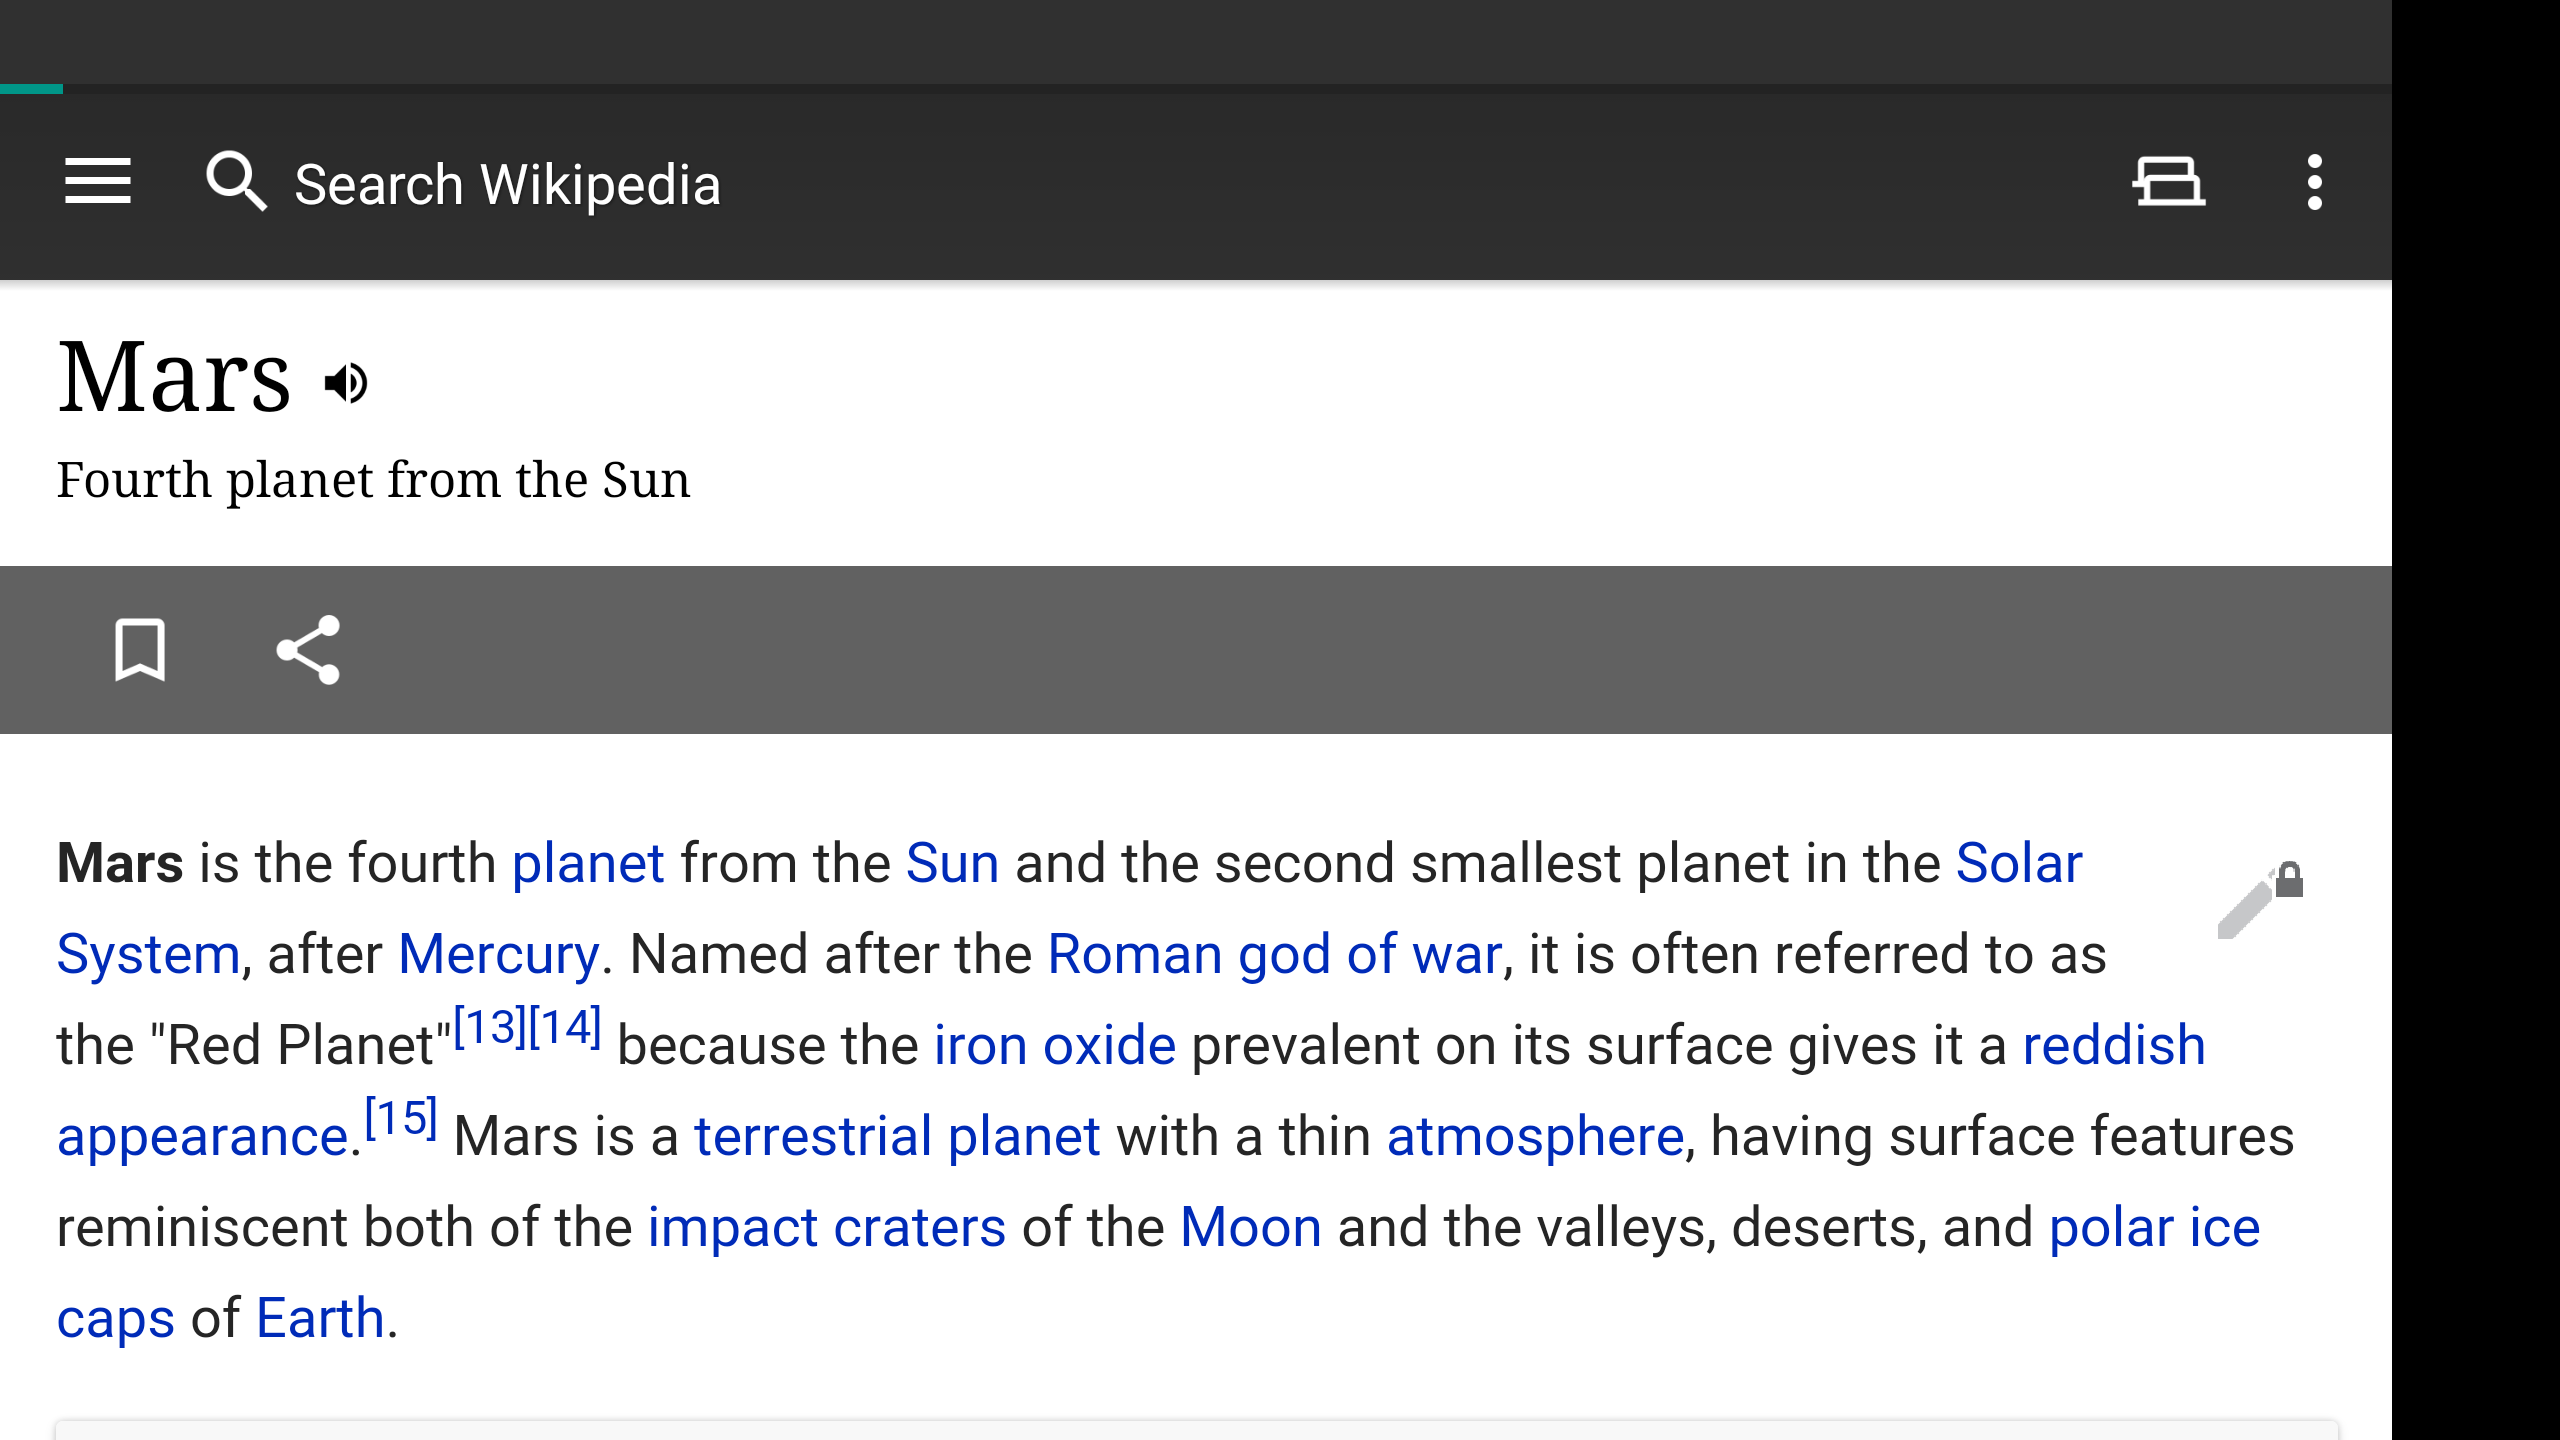 Search Wikipedia
Mars
Fourth planet from the Sun
Mars is the fourth planet from the Sun and the second smallest planet in the Solar
System, after Mercury. Named after the Roman god of war, it is often referred to as
the "Red Planet"[13][14] because the iron oxide prevalent on its surface gives it a reddish
appearance.[15] Mars is a terrestrial planet with a thin atmosphere, having surface features
reminiscent both of the impact craters of the Moon and the valleys, deserts, and polar ice
caps of Earth.